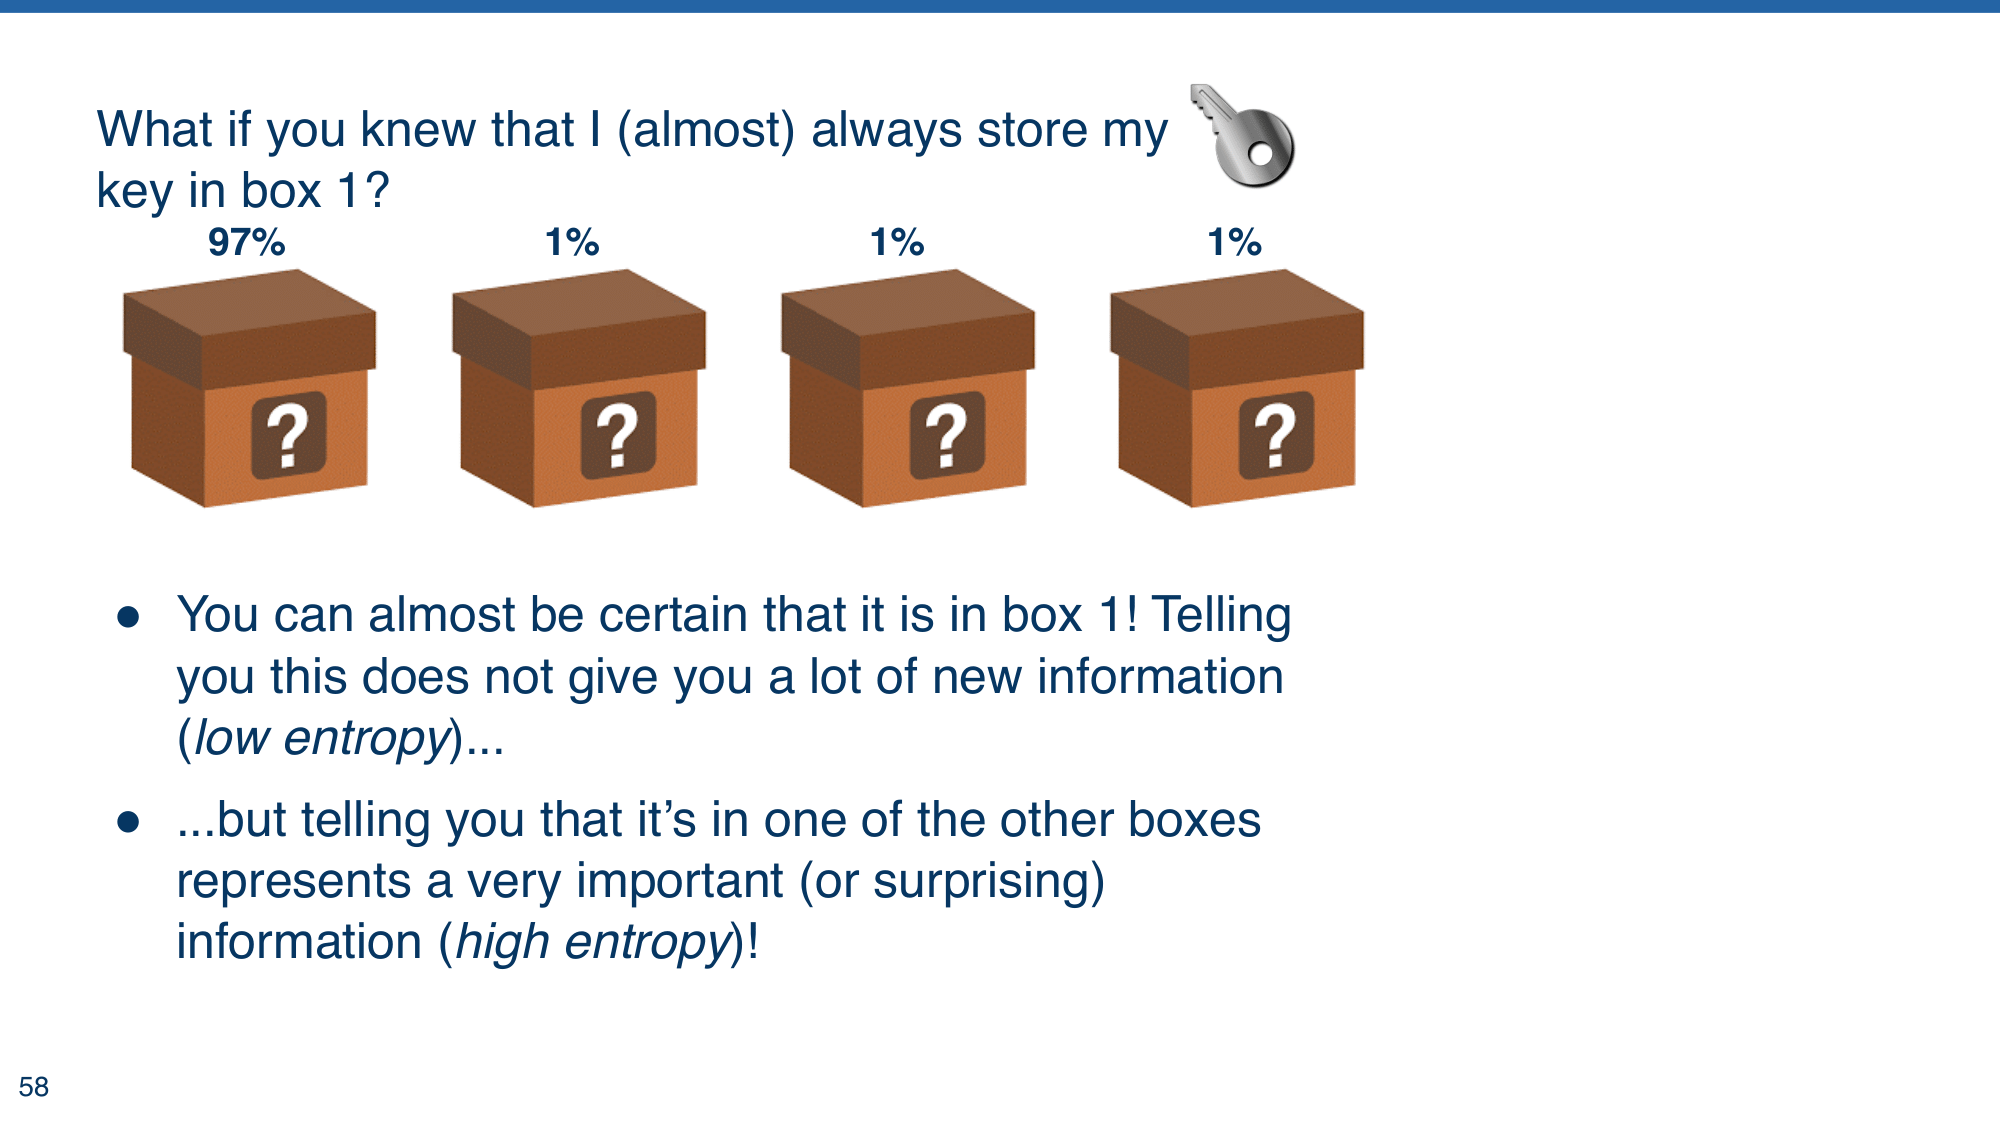 What if you knew that I (almost) always store my
key in box 1?
97% 1% 1% 1%
? ? ? ?
● You can almost be certain that it is in box 1! Telling
you this does not give you a lot of new information
(low entropy)...
● ...but telling you that it’s in one of the other boxes
represents a very important (or surprising)
information (high entropy)!
58